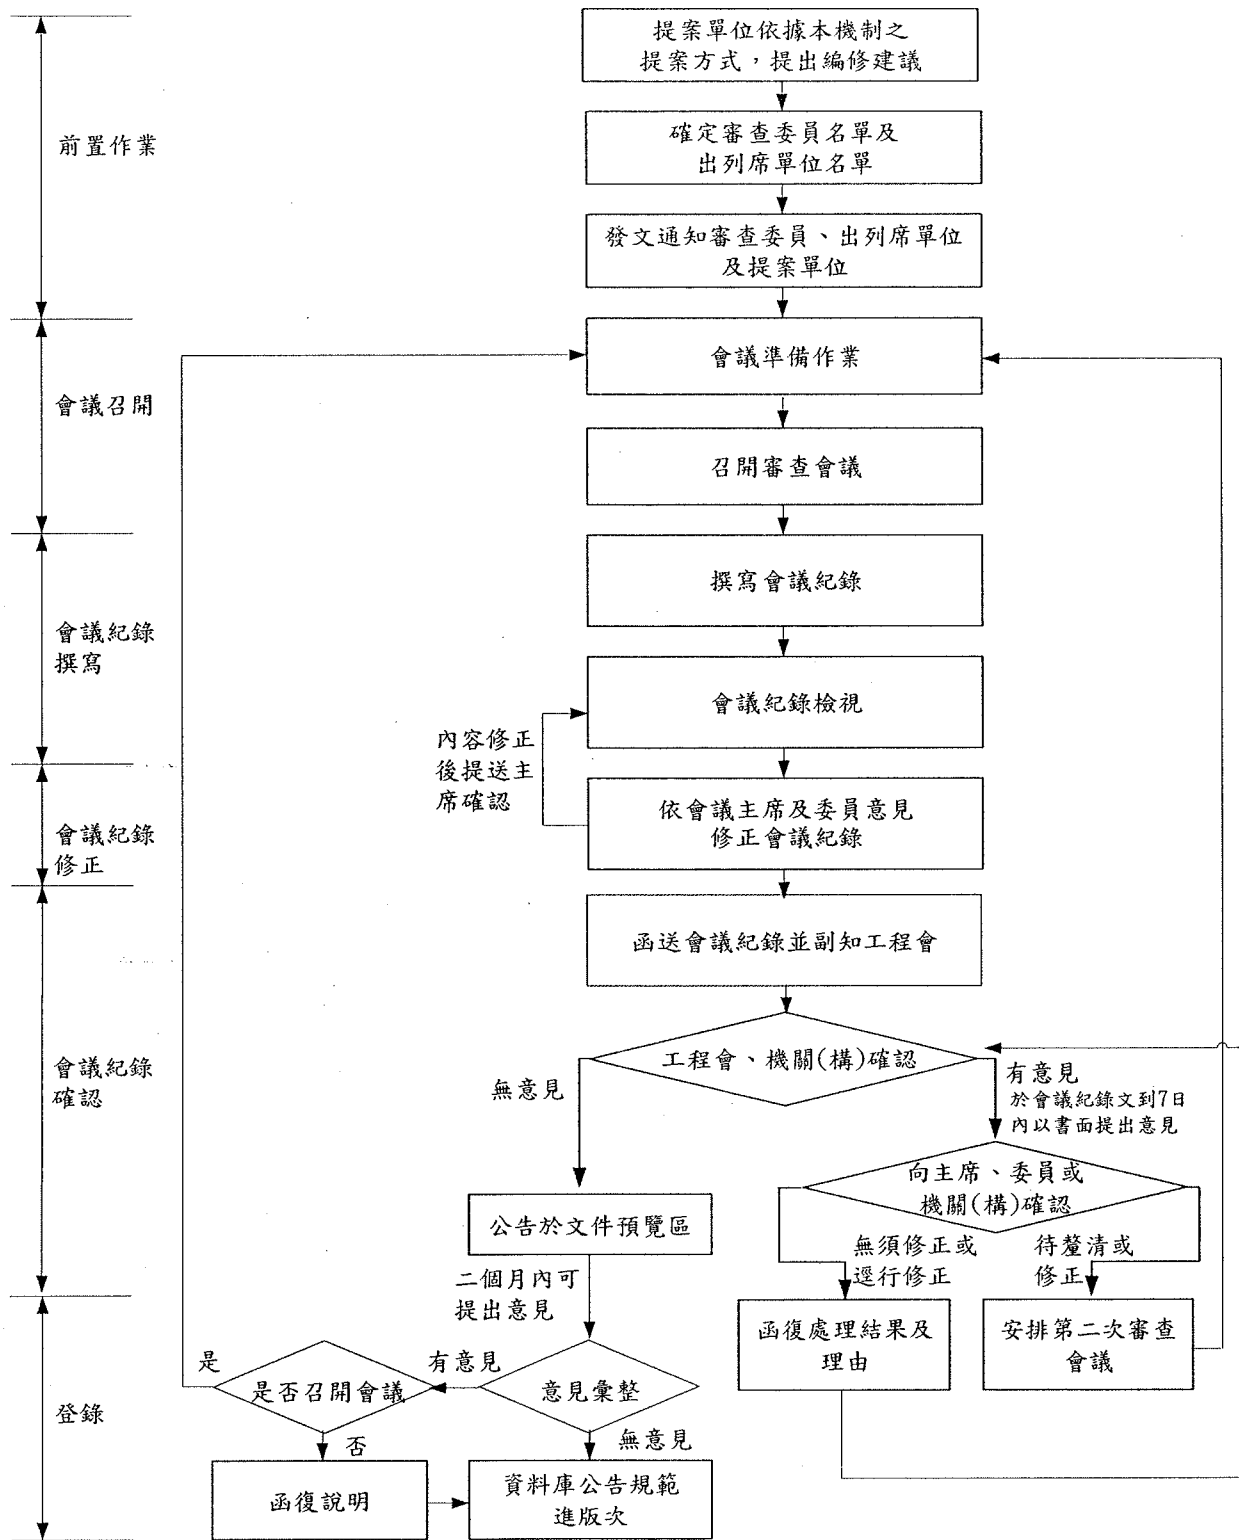 提案單位依據本機制之
提案方式，提出編修建議
前置作業
確定審查委員名單及
出列席單位名單
發文通知審查委員、出列席單位
及提案單位
會議準備作業
會議召開
召開審查會議
撰寫會議紀錄
會議紀錄
撰寫
會議紀錄檢視
內容修正
後提送主
席確認
依會議主席及委員意見
修正會議紀錄
會議紀錄
修正
函送會議紀錄並副知工程會
工程會、機關(構)確認
會議紀錄
確認
無意見
有意見
於會議紀錄文到7日
內以書面提出意見
向主席、委員或
機關(構)確認
公告於文件預覽區
無須修正或
逕行修正
待釐清或
修正
二個月內可
提出意見
函復處理結果及
理由
安排第二次審查
會議
是
有意見
是否召開會議
意見彙整
登錄
否
無意見
函復說明
資料庫公告規範
進版次